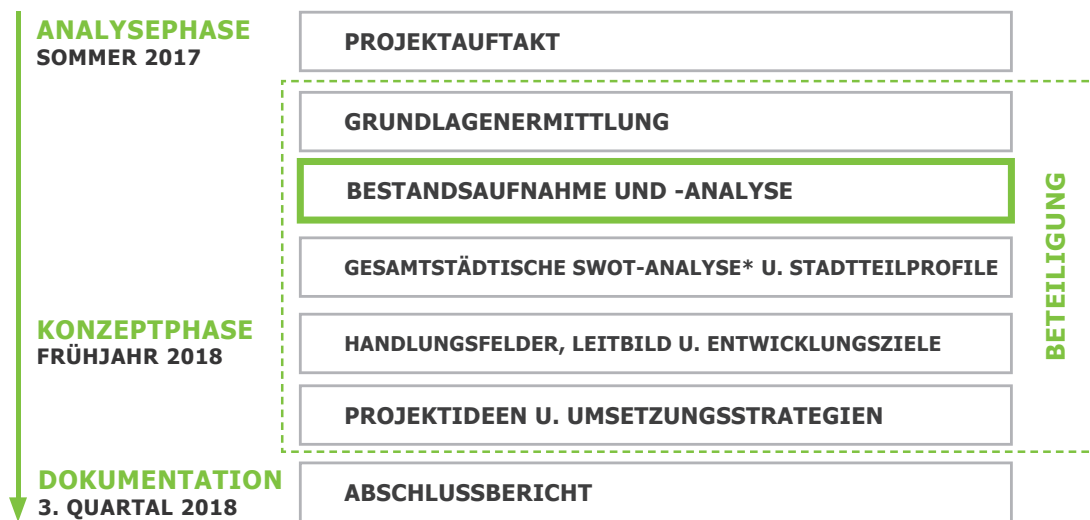 ANALYSEPHASE
SOMMER 2017
PROJEKTAUFTAKT
GRUNDLAGENERMITTLUNG
BESTANDSAUFNAHME UND -ANALYSE
GESAMTSTÄDTISCHE SWOT-ANALYSE* U. STADTTEILPROFILE
KONZEPTPHASE
FRÜHJAHR 2018
HANDLUNGSFELDER, LEITBILD U. ENTWICKLUNGSZIELE
PROJEKTIDEEN U. UMSETZUNGSSTRATEGIEN
BETEILIGUNG
DOKUMENTATION
3. QUARTAL 2018
ABSCHLUSSBERICHT